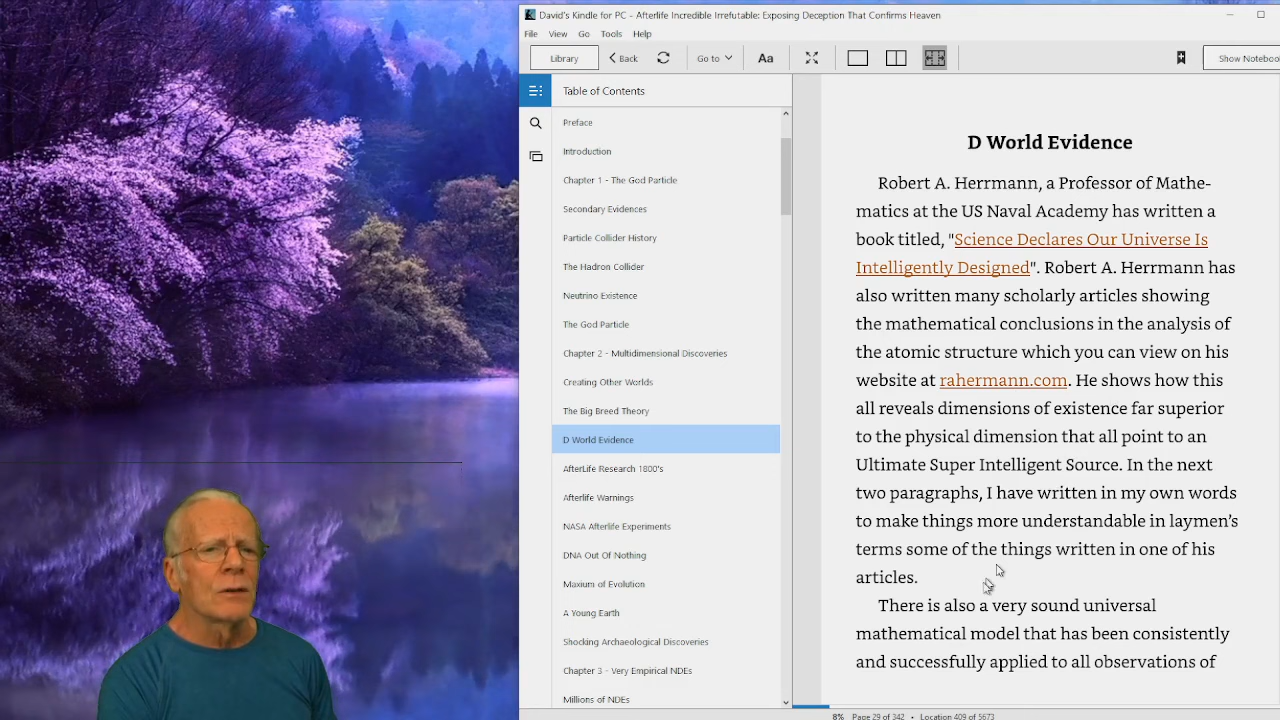 David's Kindle for PC - Afterlife Incredible Irrefutable: Exposing Deception That Confirms Heaven
File View Go Tools Help
Library Back Go to Aa Show Notebook
Table of Contents
Preface
Introduction
Chapter 1 - The God Particle
Secondary Evidences
Particle Collider History
The Hadron Collider
Neutrino Existence
The God Particle
Chapter 2 - Multidimensional Discoveries
Creating Other Worlds
The Big Breed Theory
D World Evidence
AfterLife Research 1800's
Afterlife Warnings
NASA Afterlife Experiments
DNA Out Of Nothing
Maxium of Evolution
A Young Earth
Shocking Archaeological Discoveries
Chapter 3 - Very Empirical NDEs
Millions of NDEs
D World Evidence
Robert A. Herrmann, a Professor of Mathe-
matics at the US Naval Academy has written a
book titled, "Science Declares Our Universe Is
Intelligently Designed". Robert A. Herrmann has
also written many scholarly articles showing
the mathematical conclusions in the analysis of
the atomic structure which you can view on his
website at rahermann.com. He shows how this
all reveals dimensions of existence far superior
to the physical dimension that all point to an
Ultimate Super Intelligent Source. In the next
two paragraphs, I have written in my own words
to make things more understandable in laymen's
terms some of the things written in one of his
articles.
There is also a very sound universal
mathematical model that has been consistently
and successfully applied to all observations of
8% Page 29 of 342 • Location 409 of 5673